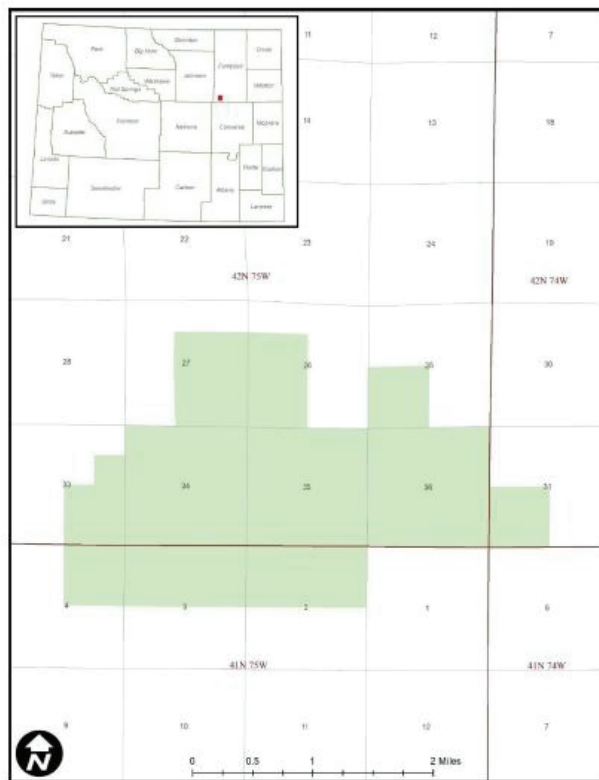 11 12 7
Sheridan
Crook
Park
Big Horn
Campbell
Teton
Johnson
Weston
Washakie
Hot Springs
Fremont
Natrona
Converse
Niobrara
14 13 18
Sublette
Lincoln
Platte
Goshen
Sweetwater
Carbon
Albany
Uinta
Laramie
21 22 23 24 19
42N 75W 42N 74W
28 27 26 25 30
33 34 35 36 31
4 3 2 1 6
41N 75W 41N 74W
9 10 11 12 7
N
0 0.5 1 2 Miles